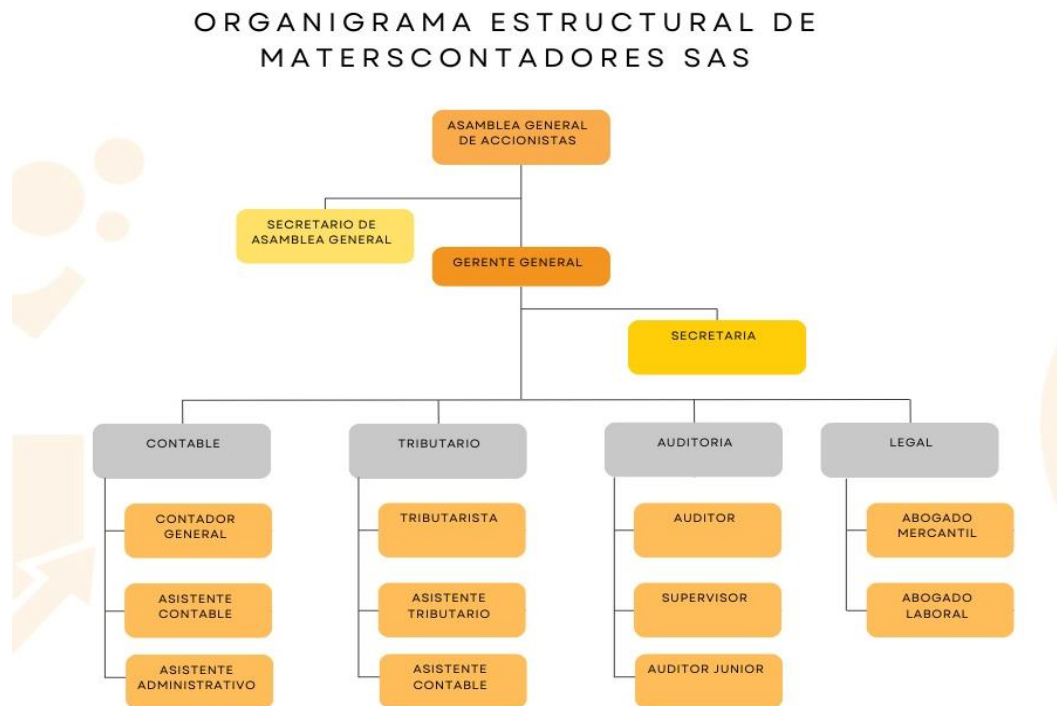 ORGANIGRAMA ESTRUCTURAL DE
MATERSCONTADORES SAS
ASAMBLEA GENERAL
DE ACCIONISTAS
SECRETARIO DE
ASAMBLEA GENERAL
GERENTE GENERAL
SECRETARIA
CONTABLE
TRIBUTARIO
AUDITORIA
LEGAL
CONTADOR
GENERAL
TRIBUTARISTA
AUDITOR
ABOGADO
MERCANTIL
ASISTENTE
CONTABLE
ASISTENTE
TRIBUTARIO
SUPERVISOR
ABOGADO
LABORAL
ASISTENTE
ADMINISTRATIVO
ASISTENTE
CONTABLE
AUDITOR JUNIOR